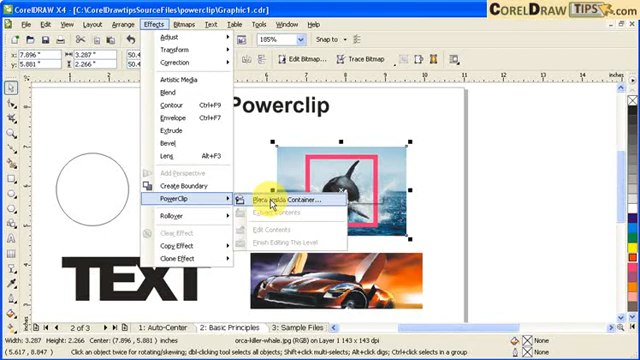 CorelDRAW X4 - [C:\CorelDrawtipsSourceFiles\powerclip\Graphic1.cdr]
CORELDRAW TIPS.COM
File Edit View Layout Arrange Effects Bitmaps Text Table Tools Window Help
185% Snap to
x: 7.896 " 3.287 "
y: 5.881 " 2.266 "
Edit Bitmap... Trace Bitmap
Adjust
Transform
Correction
Artistic Media
Blend
Contour Ctrl+F9
Envelope Ctrl+F7
Extrude
Bevel
Lens Alt+F3
Add Perspective
Create Boundary
PowerClip
Rollover
Clear Effect
Copy Effect
Clone Effect
Place Inside Container...
Extract Contents
Edit Contents
Finish Editing This Level
Powerclip
TEXT
2 of 3 1: Auto-Center 2: Basic Principles 3: Sample Files
Width: 3.287 Height: 2.266 Center: (7.896, 5.881) inches orca-killer-whale.jpg (RGB) on Layer 1 143 x 143 dpi None
(5.617, 8.847) Click an object twice for rotating/skewing; dbl-clicking tool selects all objects; Shift+click multi-selects; Alt+click digs; Ctrl+click selects in a group None